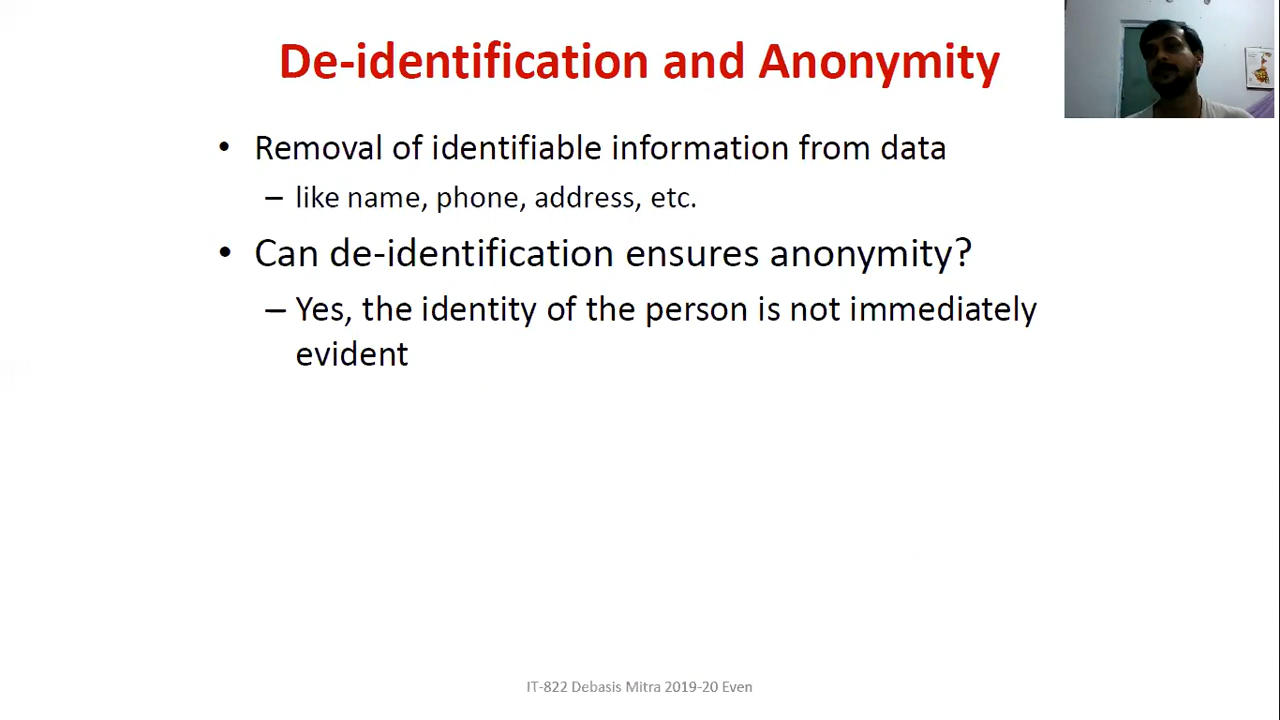 De-identification and Anonymity
• Removal of identifiable information from data
– like name, phone, address, etc.
• Can de-identification ensures anonymity?
– Yes, the identity of the person is not immediately
evident
IT-822 Debasis Mitra 2019-20 Even